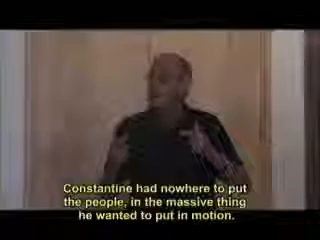 Constantine had nowhere to put
the people, in the massive thing
he wanted to put in motion.